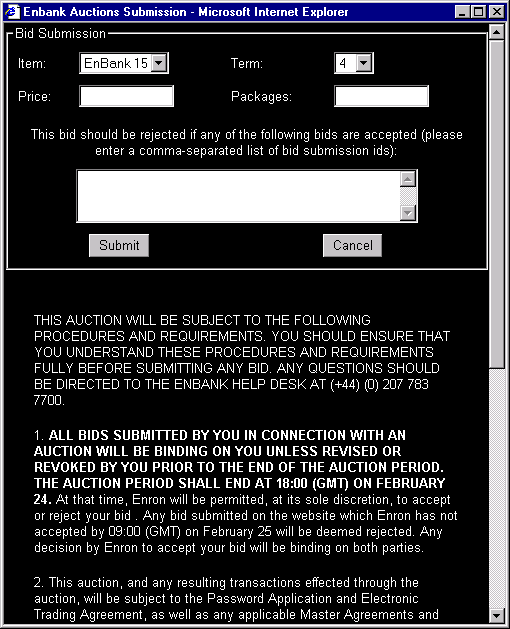 Enbank Auctions Submission - Microsoft Internet Explorer
Bid Submission
Item: EnBank 15 Term: 4
Price: Packages:
This bid should be rejected if any of the following bids are accepted (please
enter a comma-separated list of bid submission ids):
Submit Cancel
THIS AUCTION WILL BE SUBJECT TO THE FOLLOWING
PROCEDURES AND REQUIREMENTS. YOU SHOULD ENSURE THAT
YOU UNDERSTAND THESE PROCEDURES AND REQUIREMENTS
FULLY BEFORE SUBMITTING ANY BID. ANY QUESTIONS SHOULD
BE DIRECTED TO THE ENBANK HELP DESK AT (+44) (0) 207 783
7700.
1. ALL BIDS SUBMITTED BY YOU IN CONNECTION WITH AN
AUCTION WILL BE BINDING ON YOU UNLESS REVISED OR
REVOKED BY YOU PRIOR TO THE END OF THE AUCTION PERIOD.
THE AUCTION PERIOD SHALL END AT 18:00 (GMT) ON FEBRUARY
24. At that time, Enron will be permitted, at its sole discretion, to accept
or reject your bid . Any bid submitted on the website which Enron has not
accepted by 09:00 (GMT) on February 25 will be deemed rejected. Any
decision by Enron to accept your bid will be binding on both parties.
2. This auction, and any resulting transactions effected through the
auction, will be subject to the Password Application and Electronic
Trading Agreement, as well as any applicable Master Agreements and